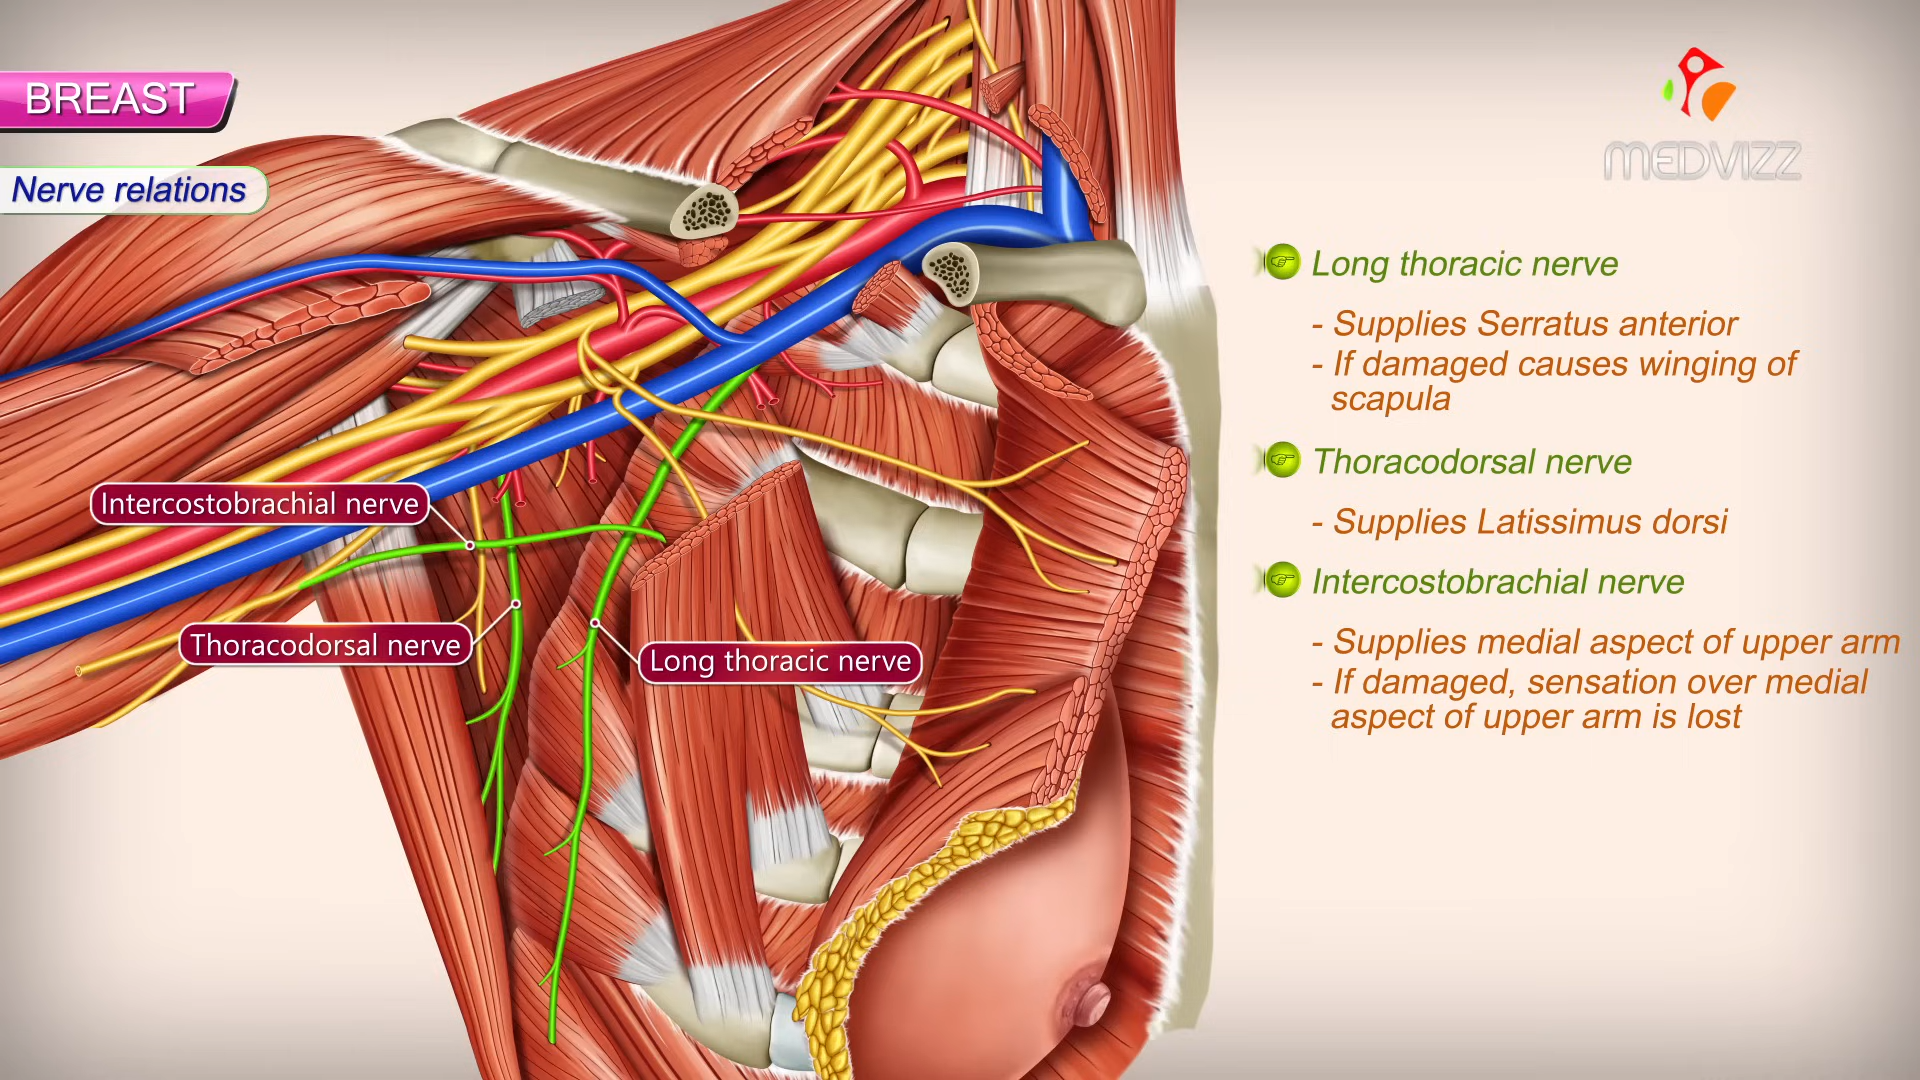 BREAST
Nerve relations
MEDVIZZ
Long thoracic nerve
- Supplies Serratus anterior
- If damaged causes winging of
scapula
Thoracodorsal nerve
- Supplies Latissimus dorsi
Intercostobrachial nerve
- Supplies medial aspect of upper arm
- If damaged, sensation over medial
aspect of upper arm is lost
Intercostobrachial nerve
Thoracodorsal nerve
Long thoracic nerve